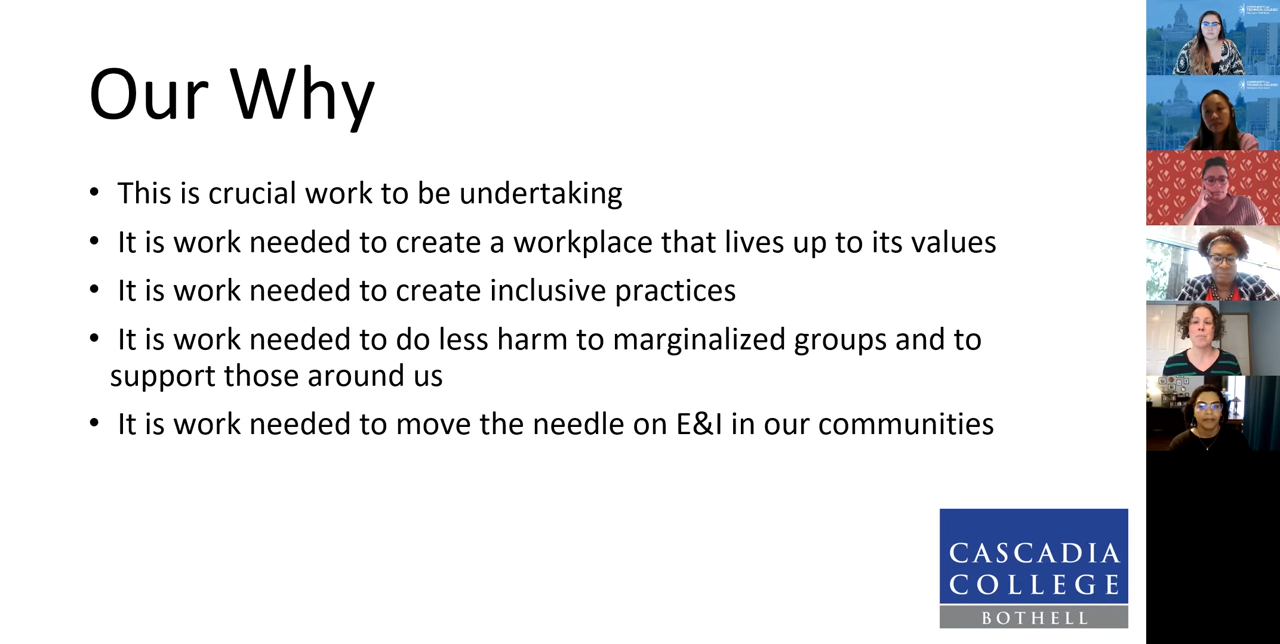 Our Why
• This is crucial work to be undertaking
• It is work needed to create a workplace that lives up to its values
• It is work needed to create inclusive practices
• It is work needed to do less harm to marginalized groups and to
support those around us
• It is work needed to move the needle on E&I in our communities
CASCADIA
COLLEGE
BOTHELL